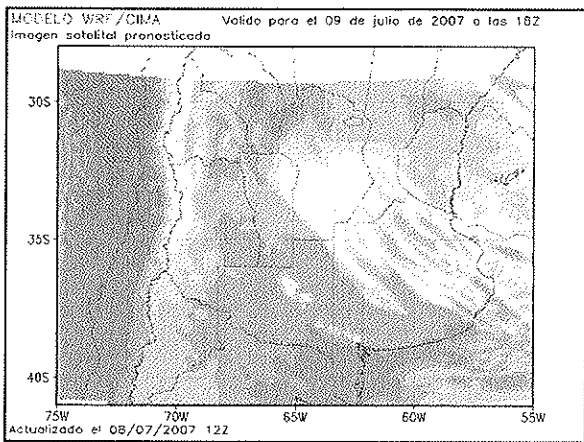 MODELO WRF/CIMA Valido para el 09 de julio de 2007 a las 18Z
Imagen satelital pronosticada
30S
35S
40S
75W 70W 65W 60W 55W
Actualizado el 08/07/2007 12Z